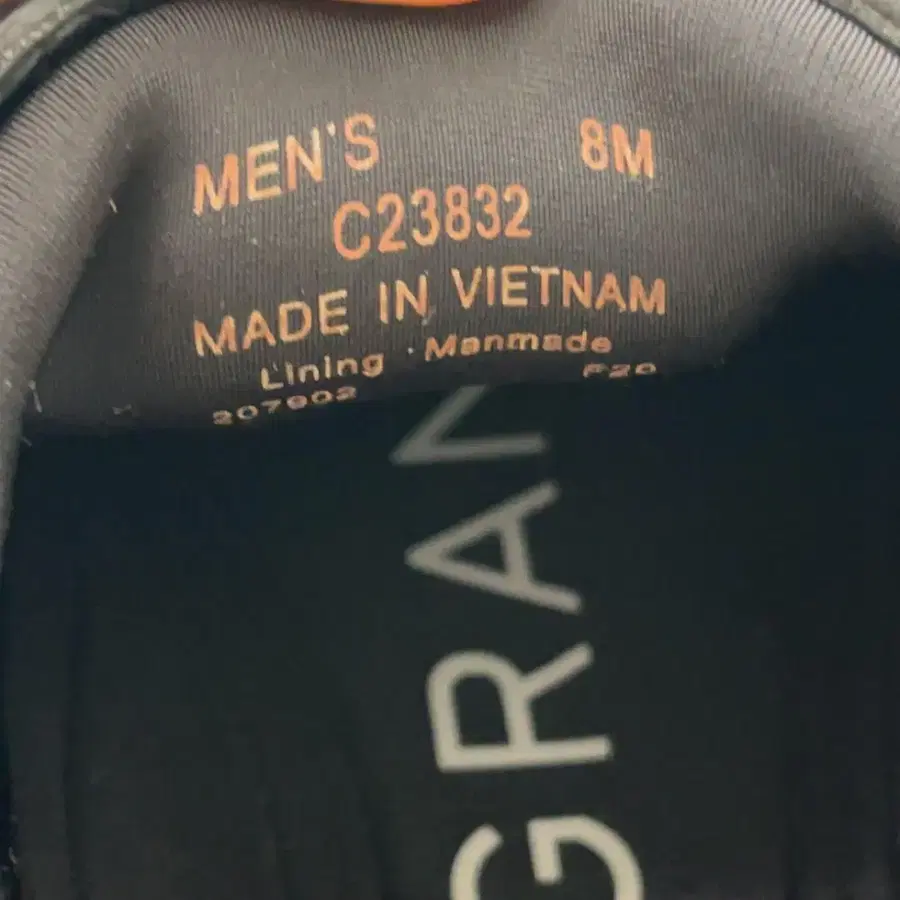 MEN'S 8M
C23832
MADE IN VIETNAM
Lining · Manmade
207902 F20
GRAN